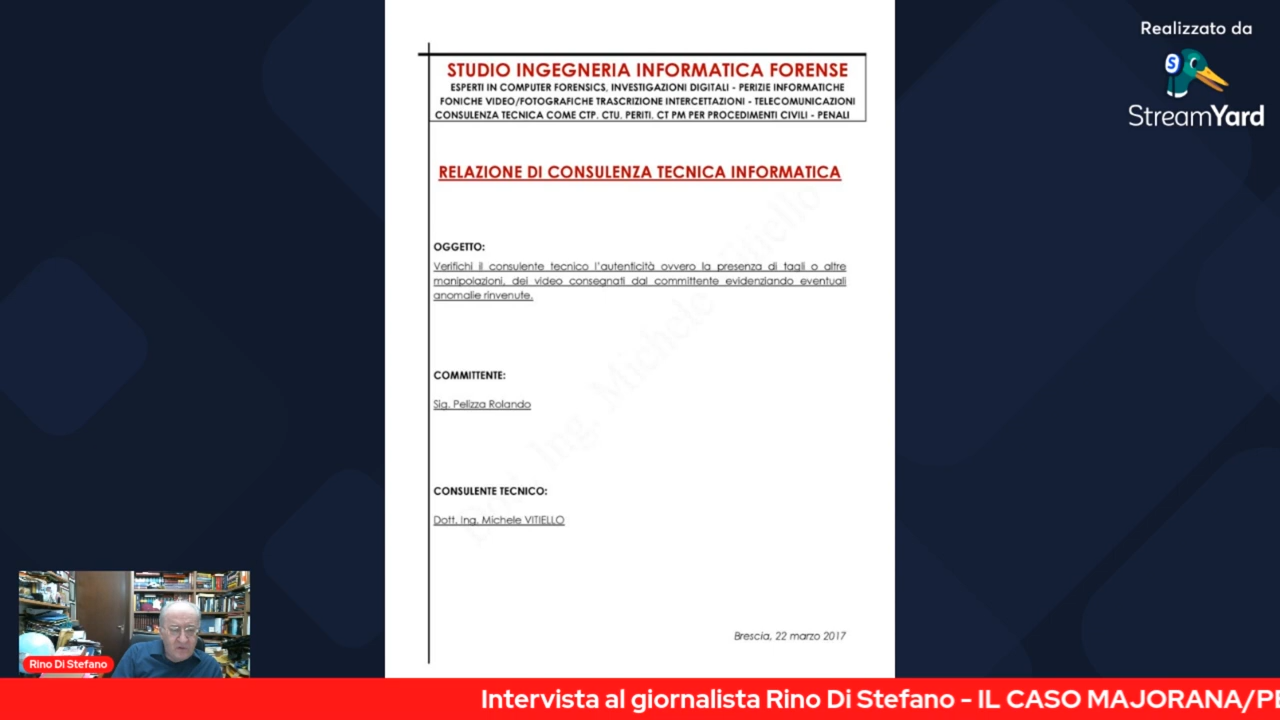 Realizzato da
StreamYard
STUDIO INGEGNERIA INFORMATICA FORENSE
ESPERTI IN COMPUTER FORENSICS, INVESTIGAZIONI DIGITALI - PERIZIE INFORMATICHE
FONICHE VIDEO/FOTOGRAFICHE TRASCRIZIONE INTERCETTAZIONI - TELECOMUNICAZIONI
CONSULENZA TECNICA COME CTP, CTU, PERITI, CT PM PER PROCEDIMENTI CIVILI - PENALI
RELAZIONE DI CONSULENZA TECNICA INFORMATICA
OGGETTO:
Verifichi il consulente tecnico l'autenticità ovvero la presenza di tagli o altre
manipolazioni, dei video consegnati dal committente evidenziando eventuali
anomalie rinvenute.
COMMITTENTE:
Sig. Pelizza Rolando
CONSULENTE TECNICO:
Dott. Ing. Michele VITIELLO
Brescia, 22 marzo 2017
Rino Di Stefano
Intervista al giornalista Rino Di Stefano - IL CASO MAJORANA/PE